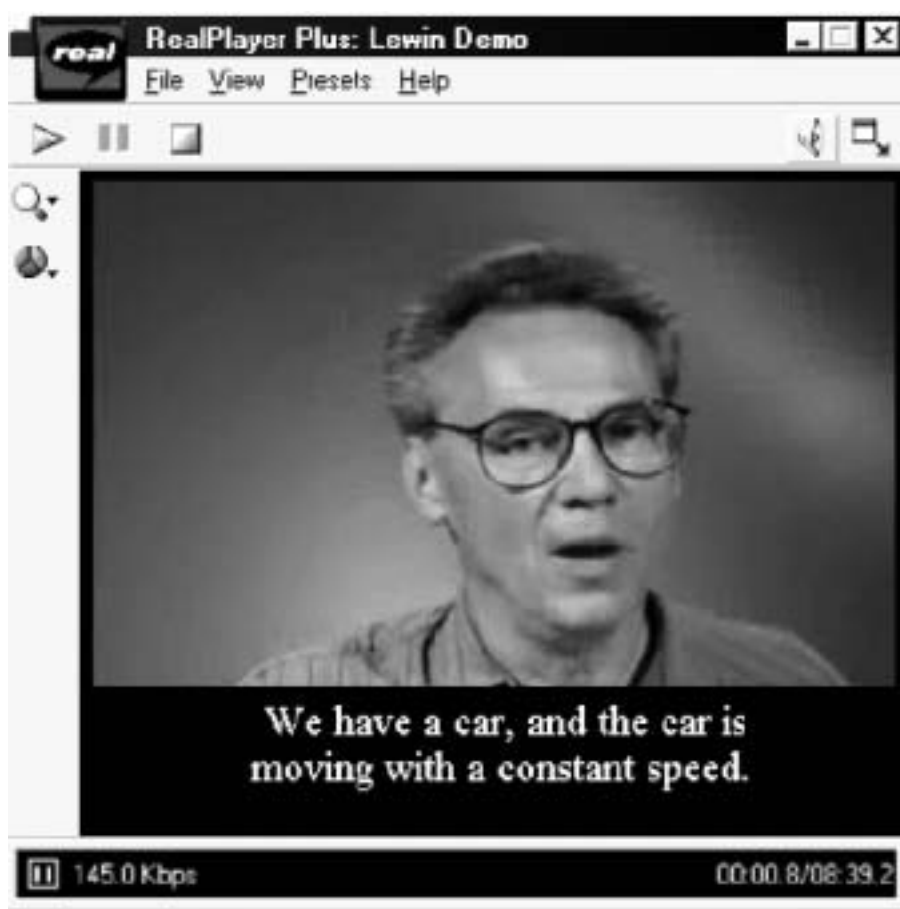 real
RealPlayer Plus: Lewin Demo
File View Presets Help
We have a car, and the car is
moving with a constant speed.
145.0 Kbps 00:00.8/08:39.2